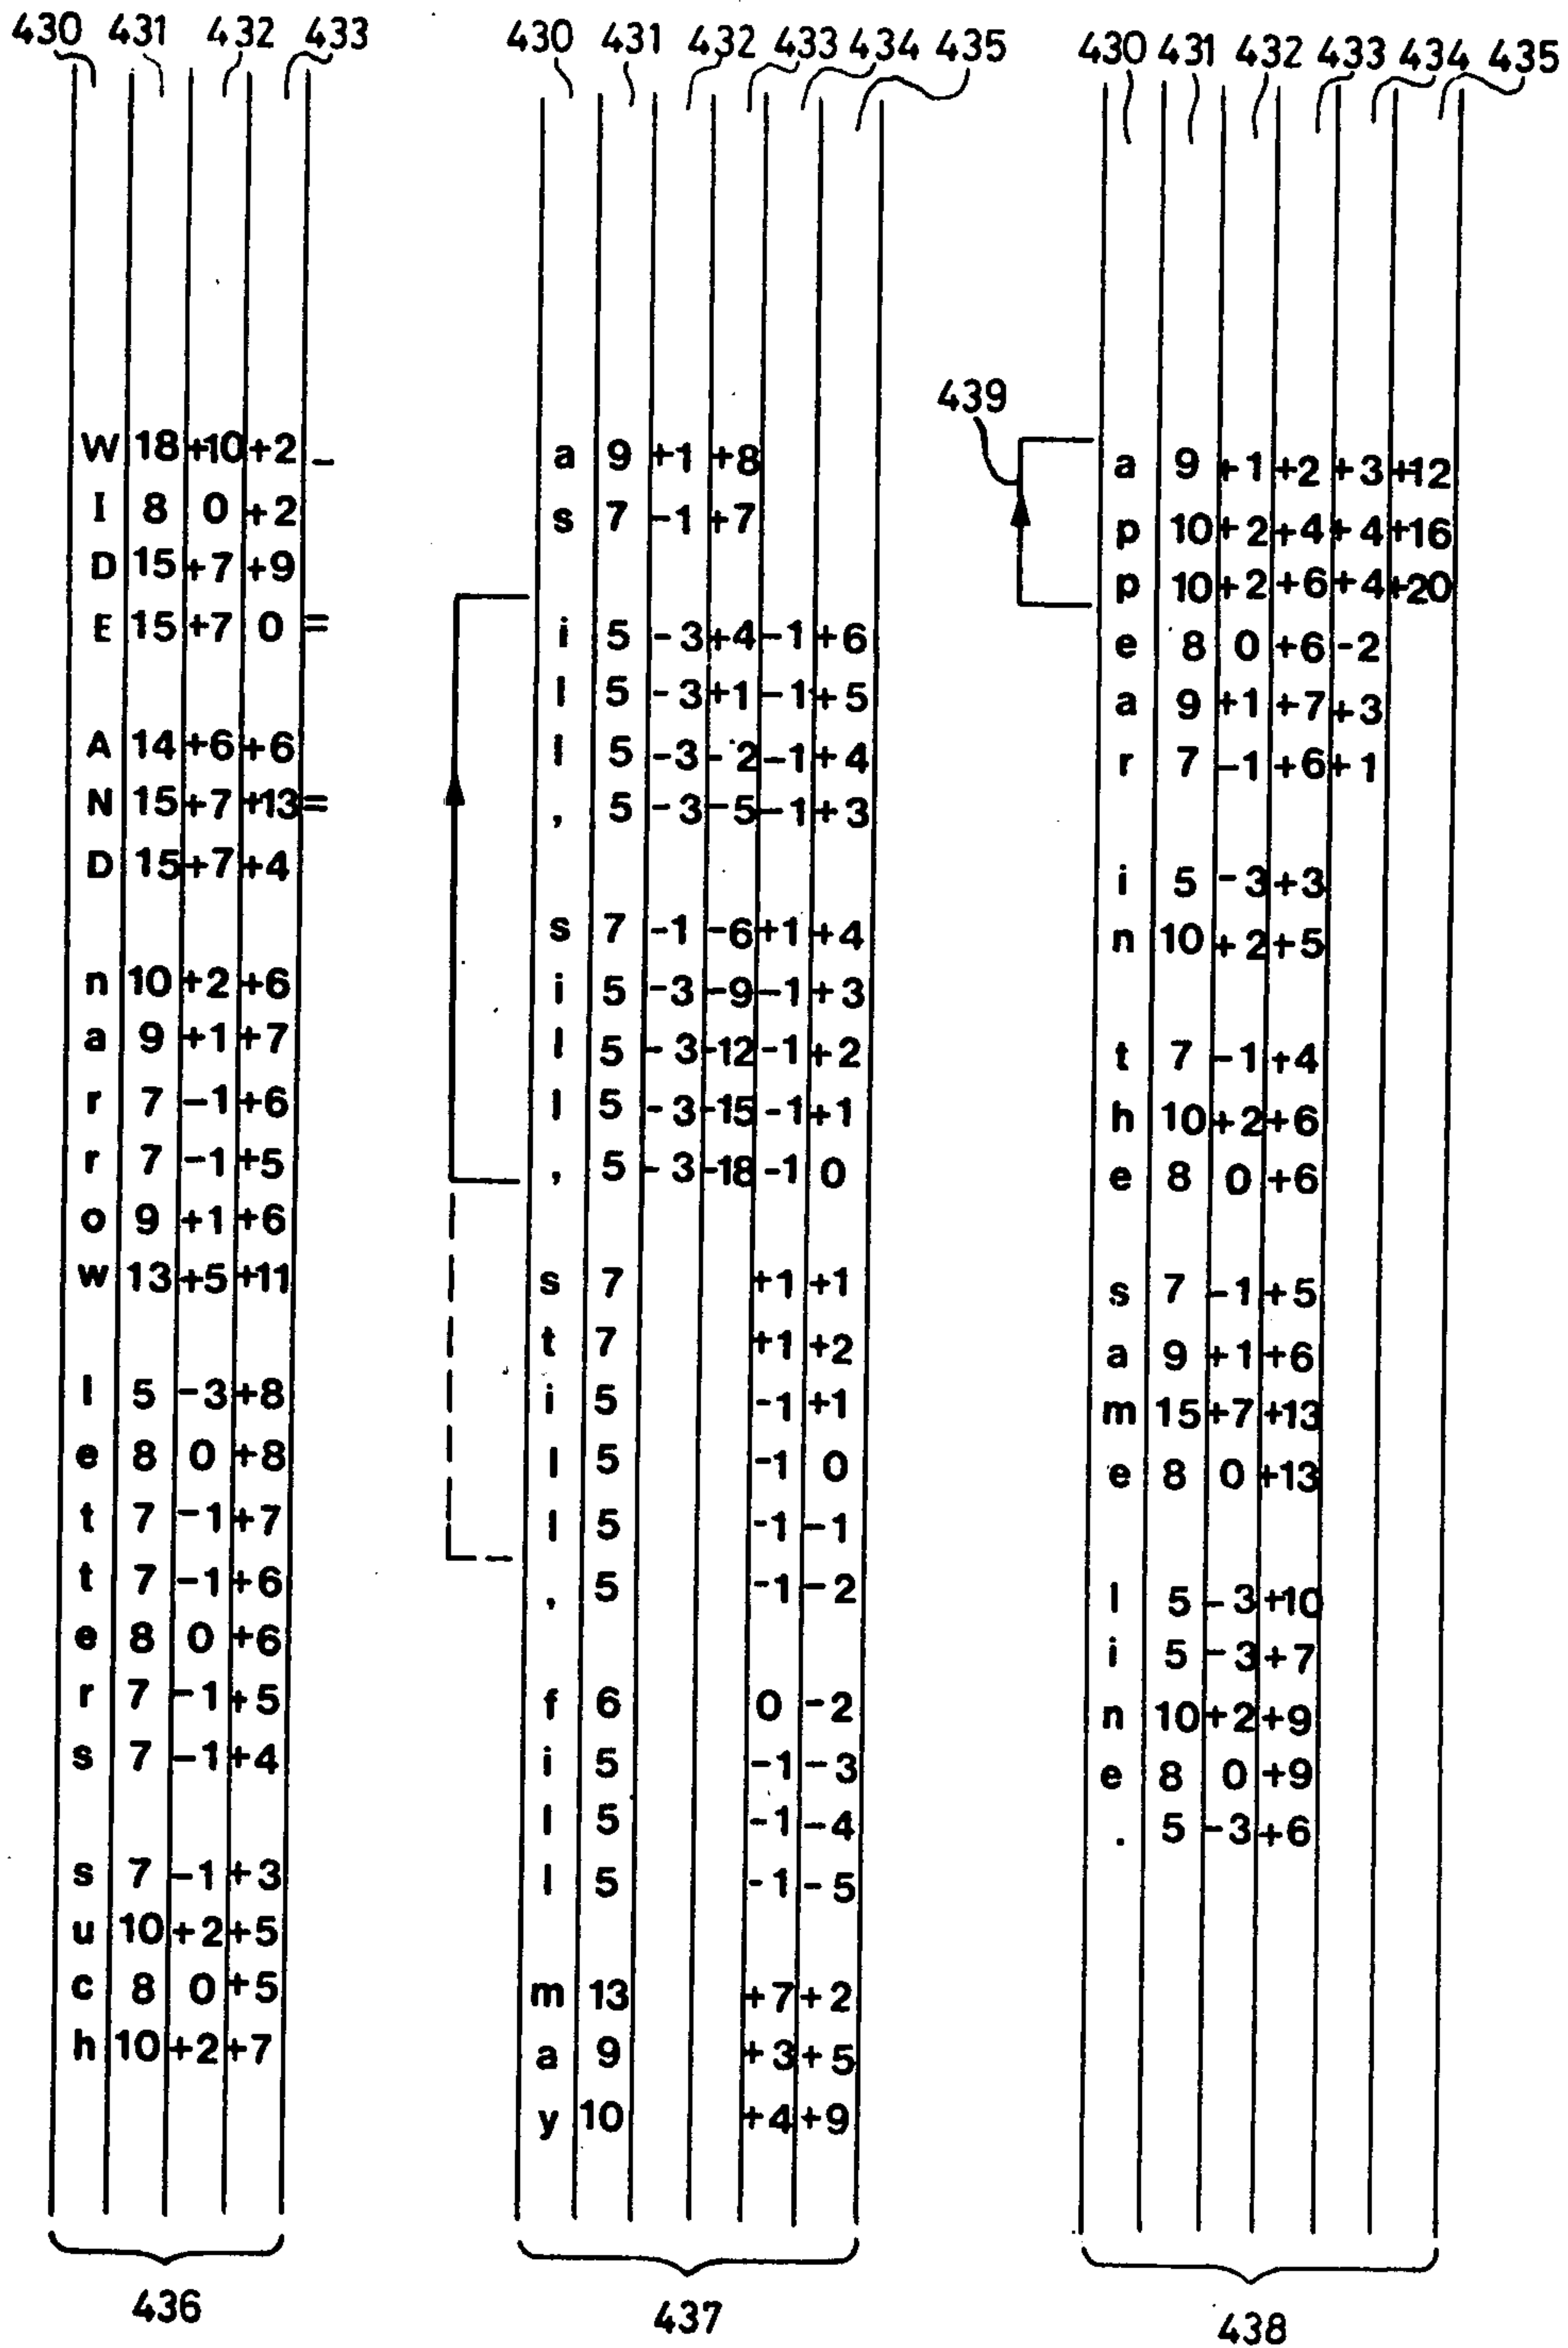 430 431 432 433
W 18 +10 +2 –
I 8 0 +2
D 15 +7 +9
E 15 +7 0 =
A 14 +6 +6
N 15 +7 +13 =
D 15 +7 +4
n 10 +2 +6
a 9 +1 +7
r 7 -1 +6
r 7 -1 +5
o 9 +1 +6
w 13 +5 +11
l 5 -3 +8
e 8 0 +8
t 7 -1 +7
t 7 -1 +6
e 8 0 +6
r 7 -1 +5
s 7 -1 +4
s 7 -1 +3
u 10 +2 +5
c 8 0 +5
h 10 +2 +7
436
430 431 432 433 434 435
a 9 +1 +8
s 7 -1 +7
i 5 -3 +4 -1 +6
l 5 -3 +1 -1 +5
l 5 -3 -2 -1 +4
, 5 -3 -5 -1 +3
s 7 -1 -6 +1 +4
i 5 -3 -9 -1 +3
l 5 -3 -12 -1 +2
l 5 -3 -15 -1 +1
, 5 -3 -18 -1 0
s 7 +1 +1
t 7 +1 +2
i 5 -1 +1
l 5 -1 0
l 5 -1 -1
, 5 -1 -2
f 6 0 -2
i 5 -1 -3
l 5 -1 -4
l 5 -1 -5
m 13 +7 +2
a 9 +3 +5
y 10 +4 +9
437
430 431 432 433 434 435
439
a 9 +1 +2 +3 +12
p 10 +2 +4 +4 +16
p 10 +2 +6 +4 +20
e 8 0 +6 -2
a 9 +1 +7 +3
r 7 -1 +6 +1
i 5 -3 +3
n 10 +2 +5
t 7 -1 +4
h 10 +2 +6
e 8 0 +6
s 7 -1 +5
a 9 +1 +6
m 15 +7 +13
e 8 0 +13
l 5 -3 +10
i 5 -3 +7
n 10 +2 +9
e 8 0 +9
. 5 -3 +6
438